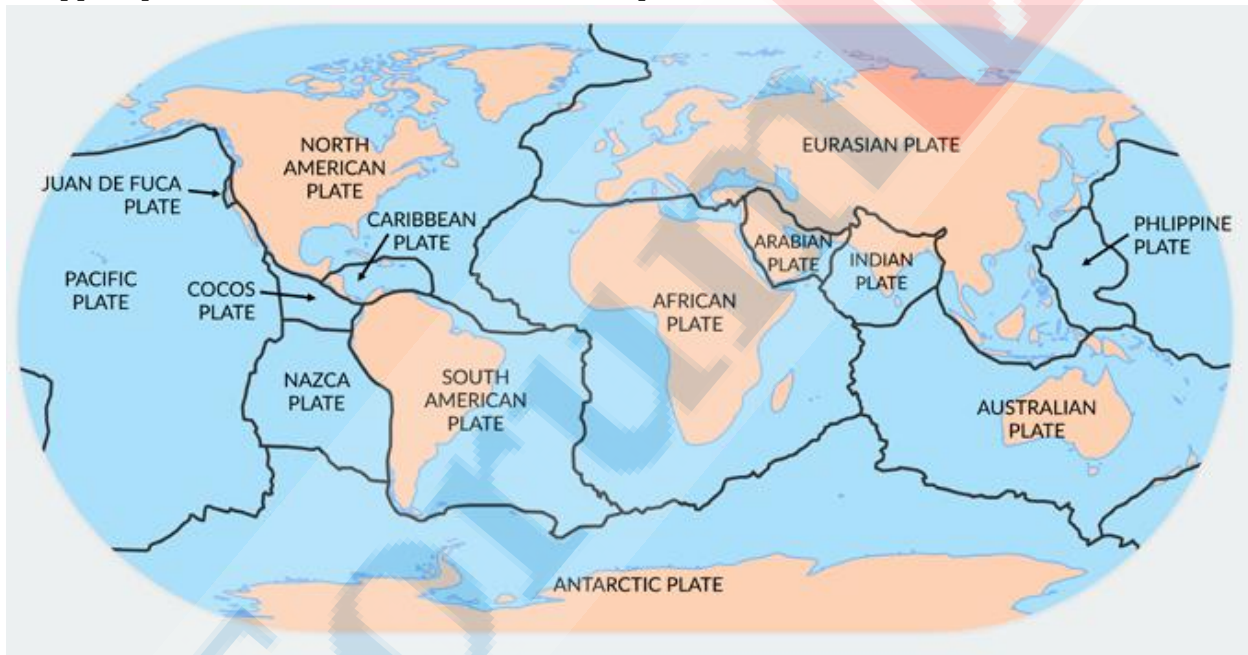 NORTH
AMERICAN
PLATE
EURASIAN PLATE
JUAN DE FUCA
PLATE
CARIBBEAN
PLATE
PHLIPPINE
PLATE
ARABIAN
PLATE
INDIAN
PLATE
PACIFIC
PLATE
COCOS
PLATE
AFRICAN
PLATE
NAZCA
PLATE
SOUTH
AMERICAN
PLATE
AUSTRALIAN
PLATE
ANTARCTIC PLATE